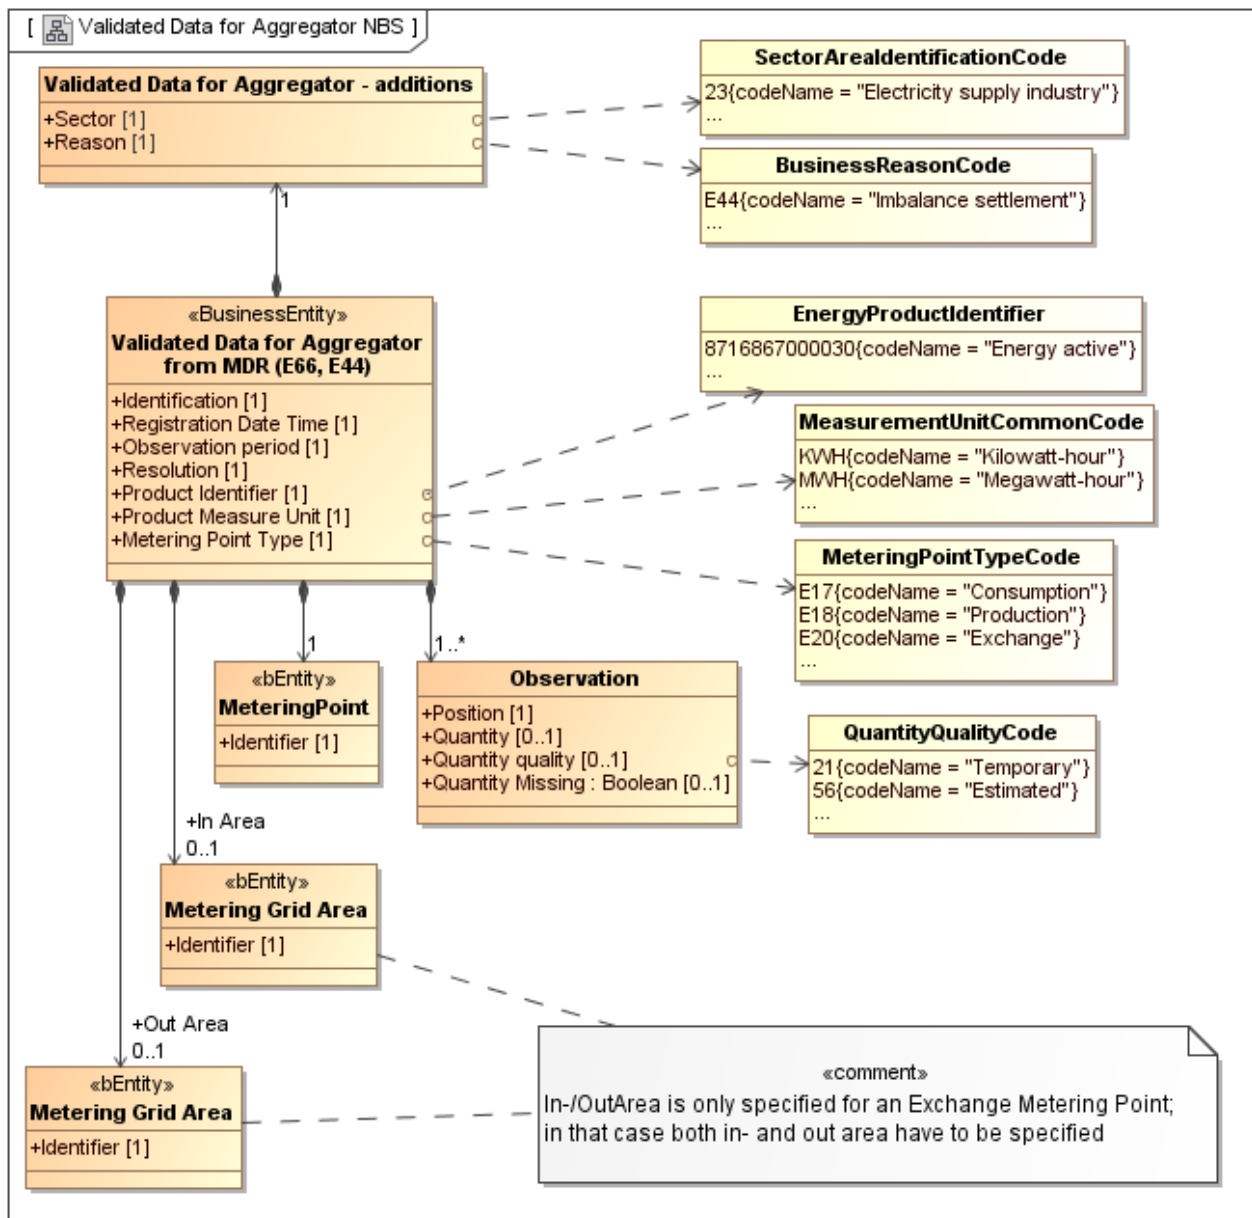 [ Validated Data for Aggregator NBS ]
Validated Data for Aggregator - additions
+Sector [1]
+Reason [1]
SectorAreaIdentificationCode
23{codeName = "Electricity supply industry"}
...
BusinessReasonCode
E44{codeName = "Imbalance settlement"}
...
1
«BusinessEntity»
Validated Data for Aggregator
from MDR (E66, E44)
+Identification [1]
+Registration Date Time [1]
+Observation period [1]
+Resolution [1]
+Product Identifier [1]
+Product Measure Unit [1]
+Metering Point Type [1]
EnergyProductIdentifier
8716867000030{codeName = "Energy active"}
...
MeasurementUnitCommonCode
KWH{codeName = "Kilowatt-hour"}
MWH{codeName = "Megawatt-hour"}
...
MeteringPointTypeCode
E17{codeName = "Consumption"}
E18{codeName = "Production"}
E20{codeName = "Exchange"}
...
1
1..*
«bEntity»
MeteringPoint
+Identifier [1]
Observation
+Position [1]
+Quantity [0..1]
+Quantity quality [0..1]
+Quantity Missing : Boolean [0..1]
QuantityQualityCode
21{codeName = "Temporary"}
56{codeName = "Estimated"}
...
+In Area
0..1
«bEntity»
Metering Grid Area
+Identifier [1]
+Out Area
0..1
«bEntity»
Metering Grid Area
+Identifier [1]
«comment»
In-/OutArea is only specified for an Exchange Metering Point;
in that case both in- and out area have to be specified